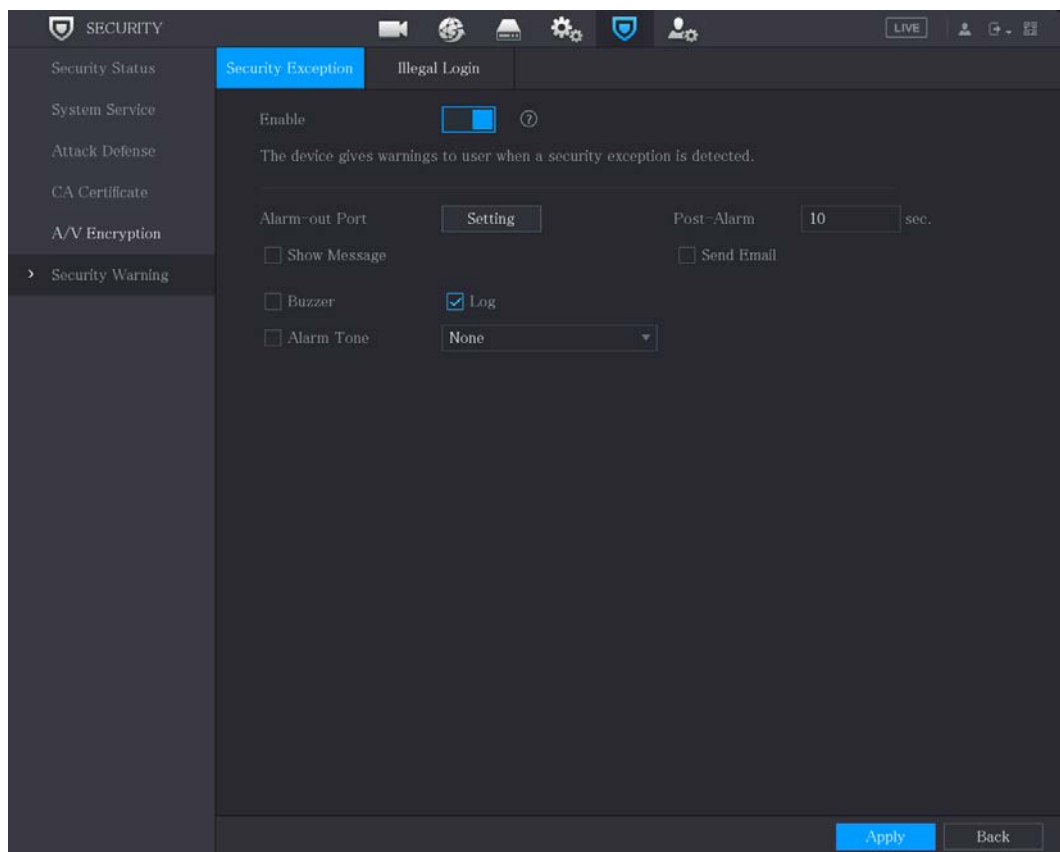 SECURITY
LIVE
Security Status
System Service
Attack Defense
CA Certificate
A/V Encryption
Security Warning
Security Exception Illegal Login
Enable ?
The device gives warnings to user when a security exception is detected.
Alarm-out Port Setting Post-Alarm 10 sec.
Show Message Send Email
Buzzer Log
Alarm Tone None
Apply Back